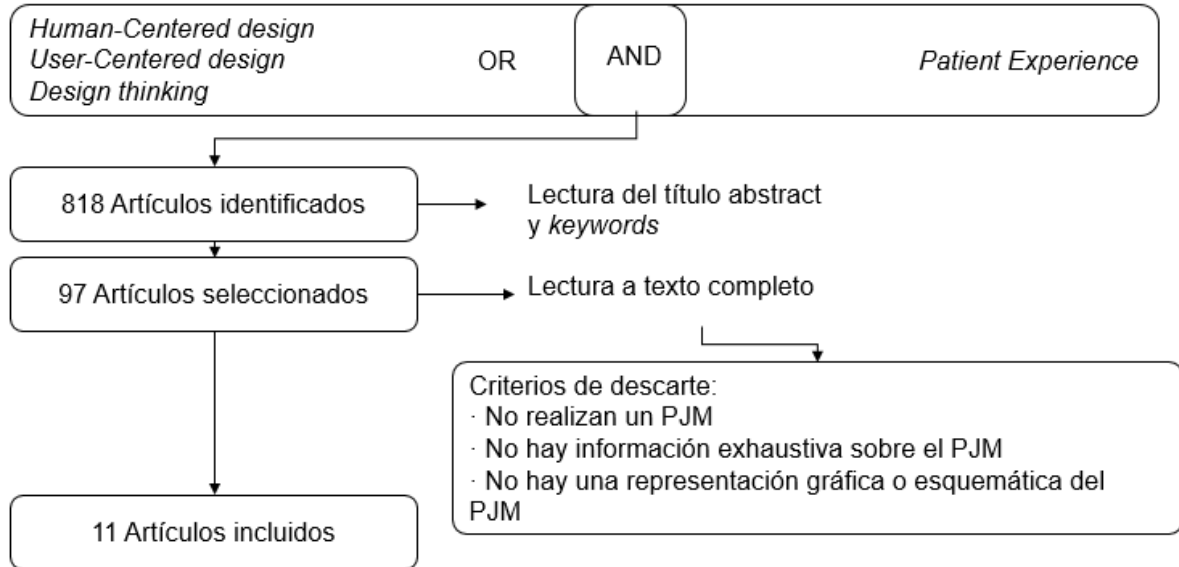 Human-Centered design
User-Centered design
Design thinking
OR
AND
Patient Experience
818 Artículos identificados
Lectura del título abstract
y keywords
97 Artículos seleccionados
Lectura a texto completo
Criterios de descarte:
· No realizan un PJM
· No hay información exhaustiva sobre el PJM
· No hay una representación gráfica o esquemática del
PJM
11 Artículos incluidos